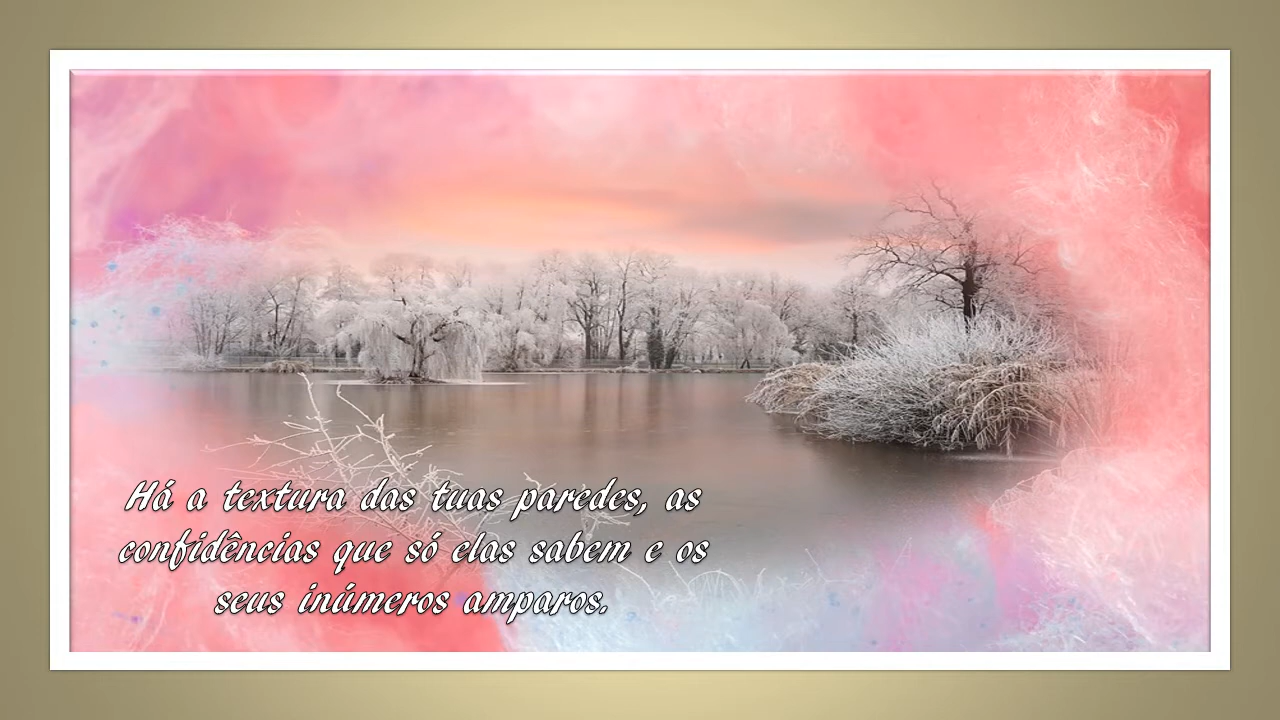 Há a textura das tuas paredes, as
confidências que só elas sabem e os
seus inúmeros amparos.